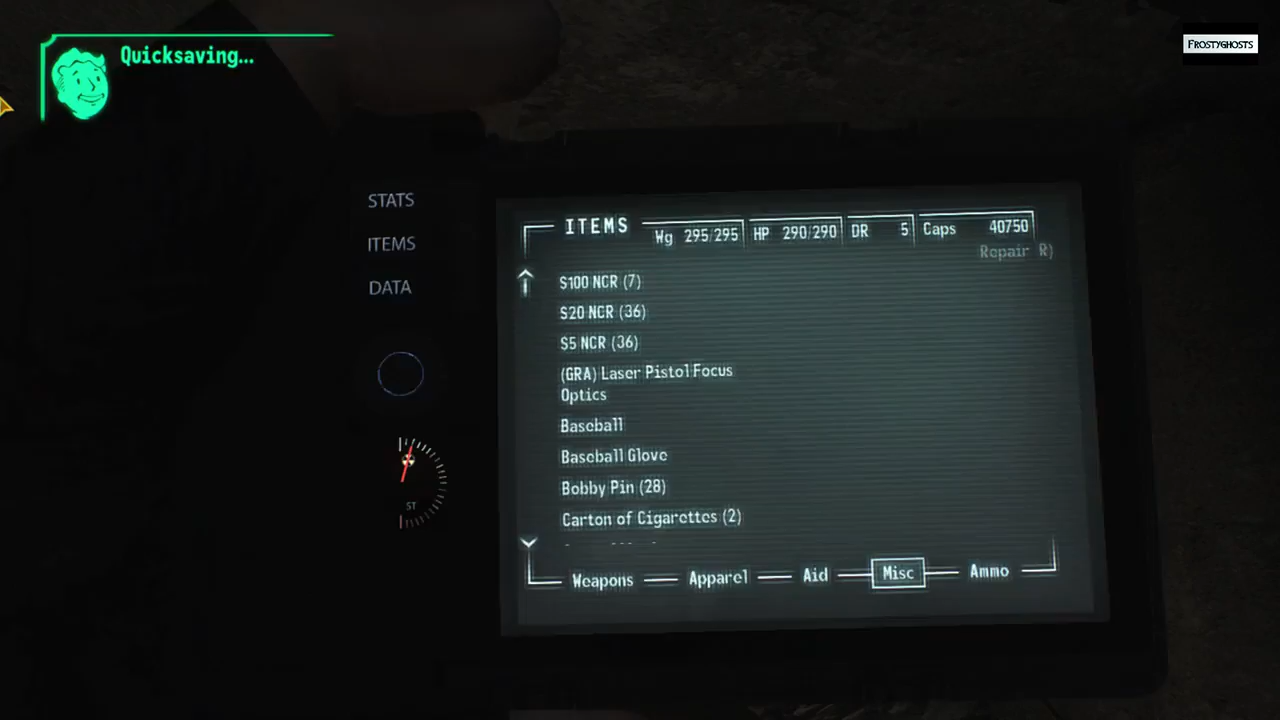 Quicksaving...
FROSTYGHOSTS
STATS
ITEMS
DATA
ST
ITEMS Wg 295/295 HP 290/290 DR 5 Caps 40750
Repair R)
$100 NCR (7)
$20 NCR (36)
$5 NCR (36)
(GRA) Laser Pistol Focus
Optics
Baseball
Baseball Glove
Bobby Pin (28)
Carton of Cigarettes (2)
Weapons Apparel Aid Misc Ammo